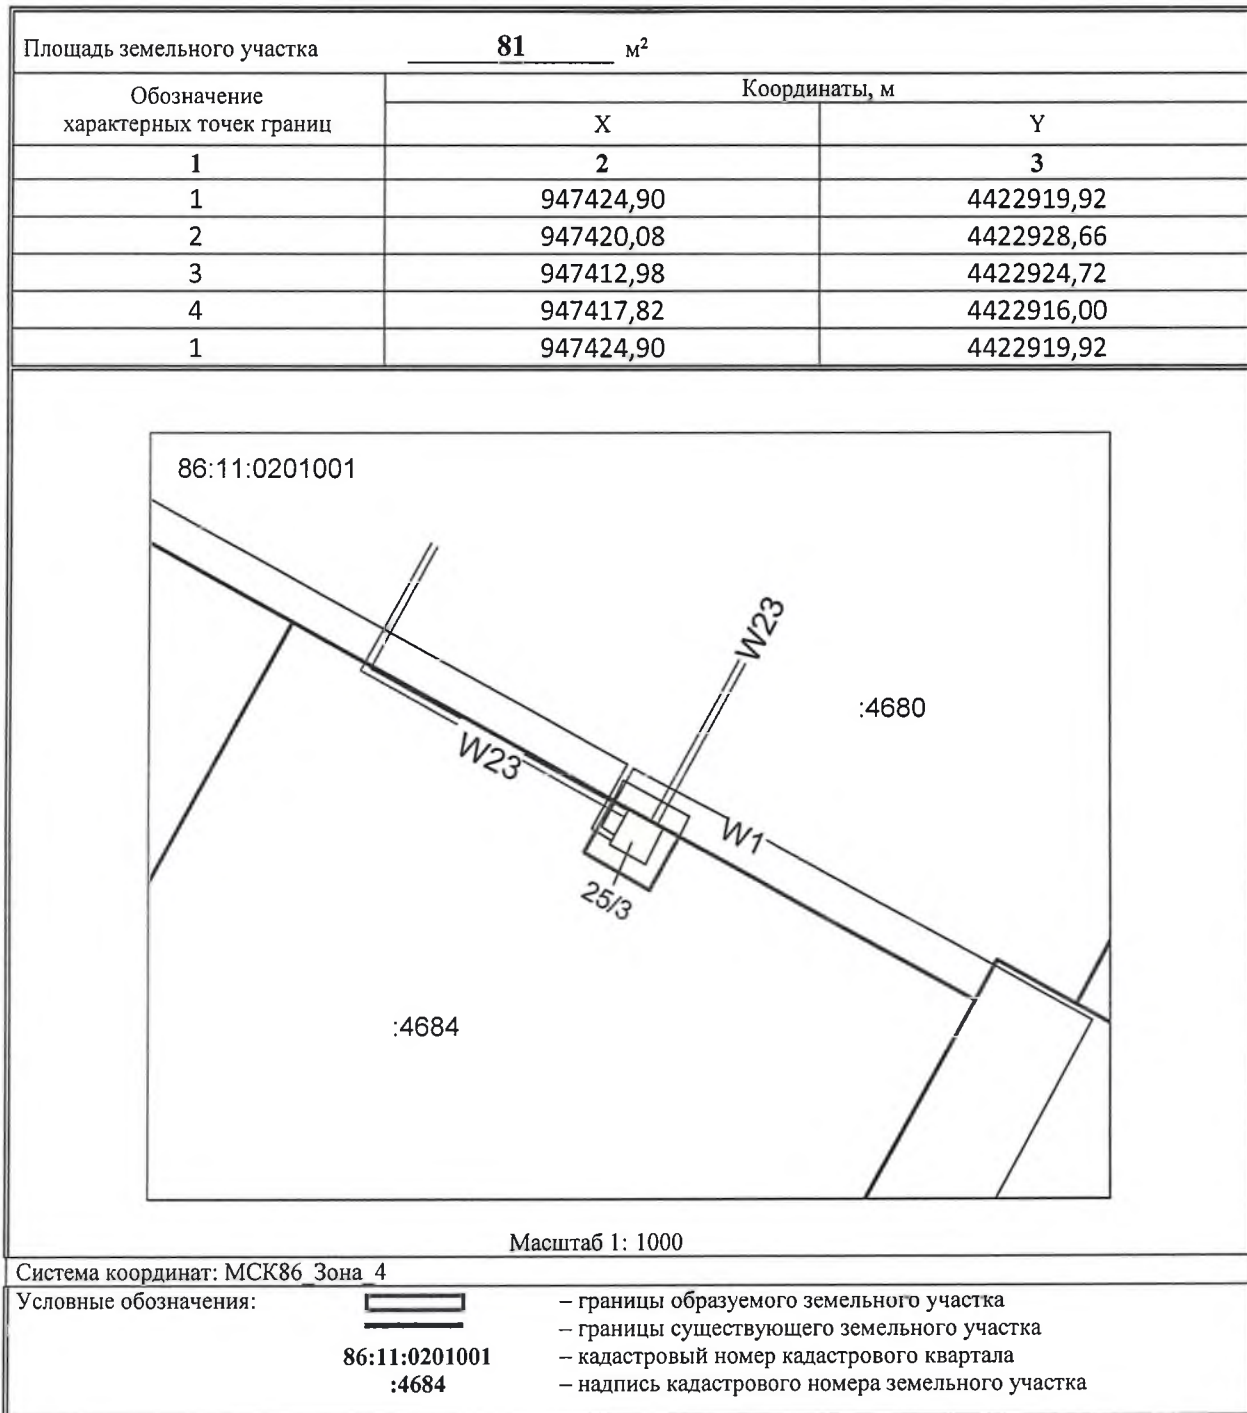 Площадь земельного участка 81 м²
Обозначение характерных точек границ
Координаты, м
X Y
1 2 3
1 947424,90 4422919,92
2 947420,08 4422928,66
3 947412,98 4422924,72
4 947417,82 4422916,00
1 947424,90 4422919,92
86:11:0201001
W23
:4680
W23
W1
25/3
:4684
Масштаб 1: 1000
Система координат: МСК86_Зона_4
Условные обозначения: – границы образуемого земельного участка
– границы существующего земельного участка
86:11:0201001 – кадастровый номер кадастрового квартала
:4684 – надпись кадастрового номера земельного участка